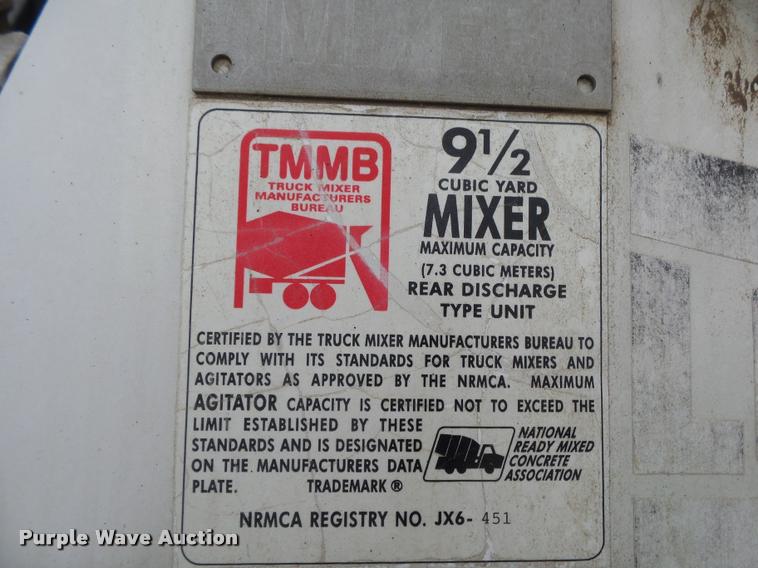 TMMB
TRUCK MIXER
MANUFACTURERS
BUREAU
9 1/2
CUBIC YARD
MIXER
MAXIMUM CAPACITY
(7.3 CUBIC METERS)
REAR DISCHARGE
TYPE UNIT
CERTIFIED BY THE TRUCK MIXER MANUFACTURERS BUREAU TO
COMPLY WITH ITS STANDARDS FOR TRUCK MIXERS AND
AGITATORS AS APPROVED BY THE NRMCA. MAXIMUM
AGITATOR CAPACITY IS CERTIFIED NOT TO EXCEED THE
LIMIT ESTABLISHED BY THESE
STANDARDS AND IS DESIGNATED
ON THE MANUFACTURERS DATA
PLATE. TRADEMARK ®
NATIONAL
READY MIXED
CONCRETE
ASSOCIATION
NRMCA REGISTRY NO. JX6- 451
Purple Wave Auction